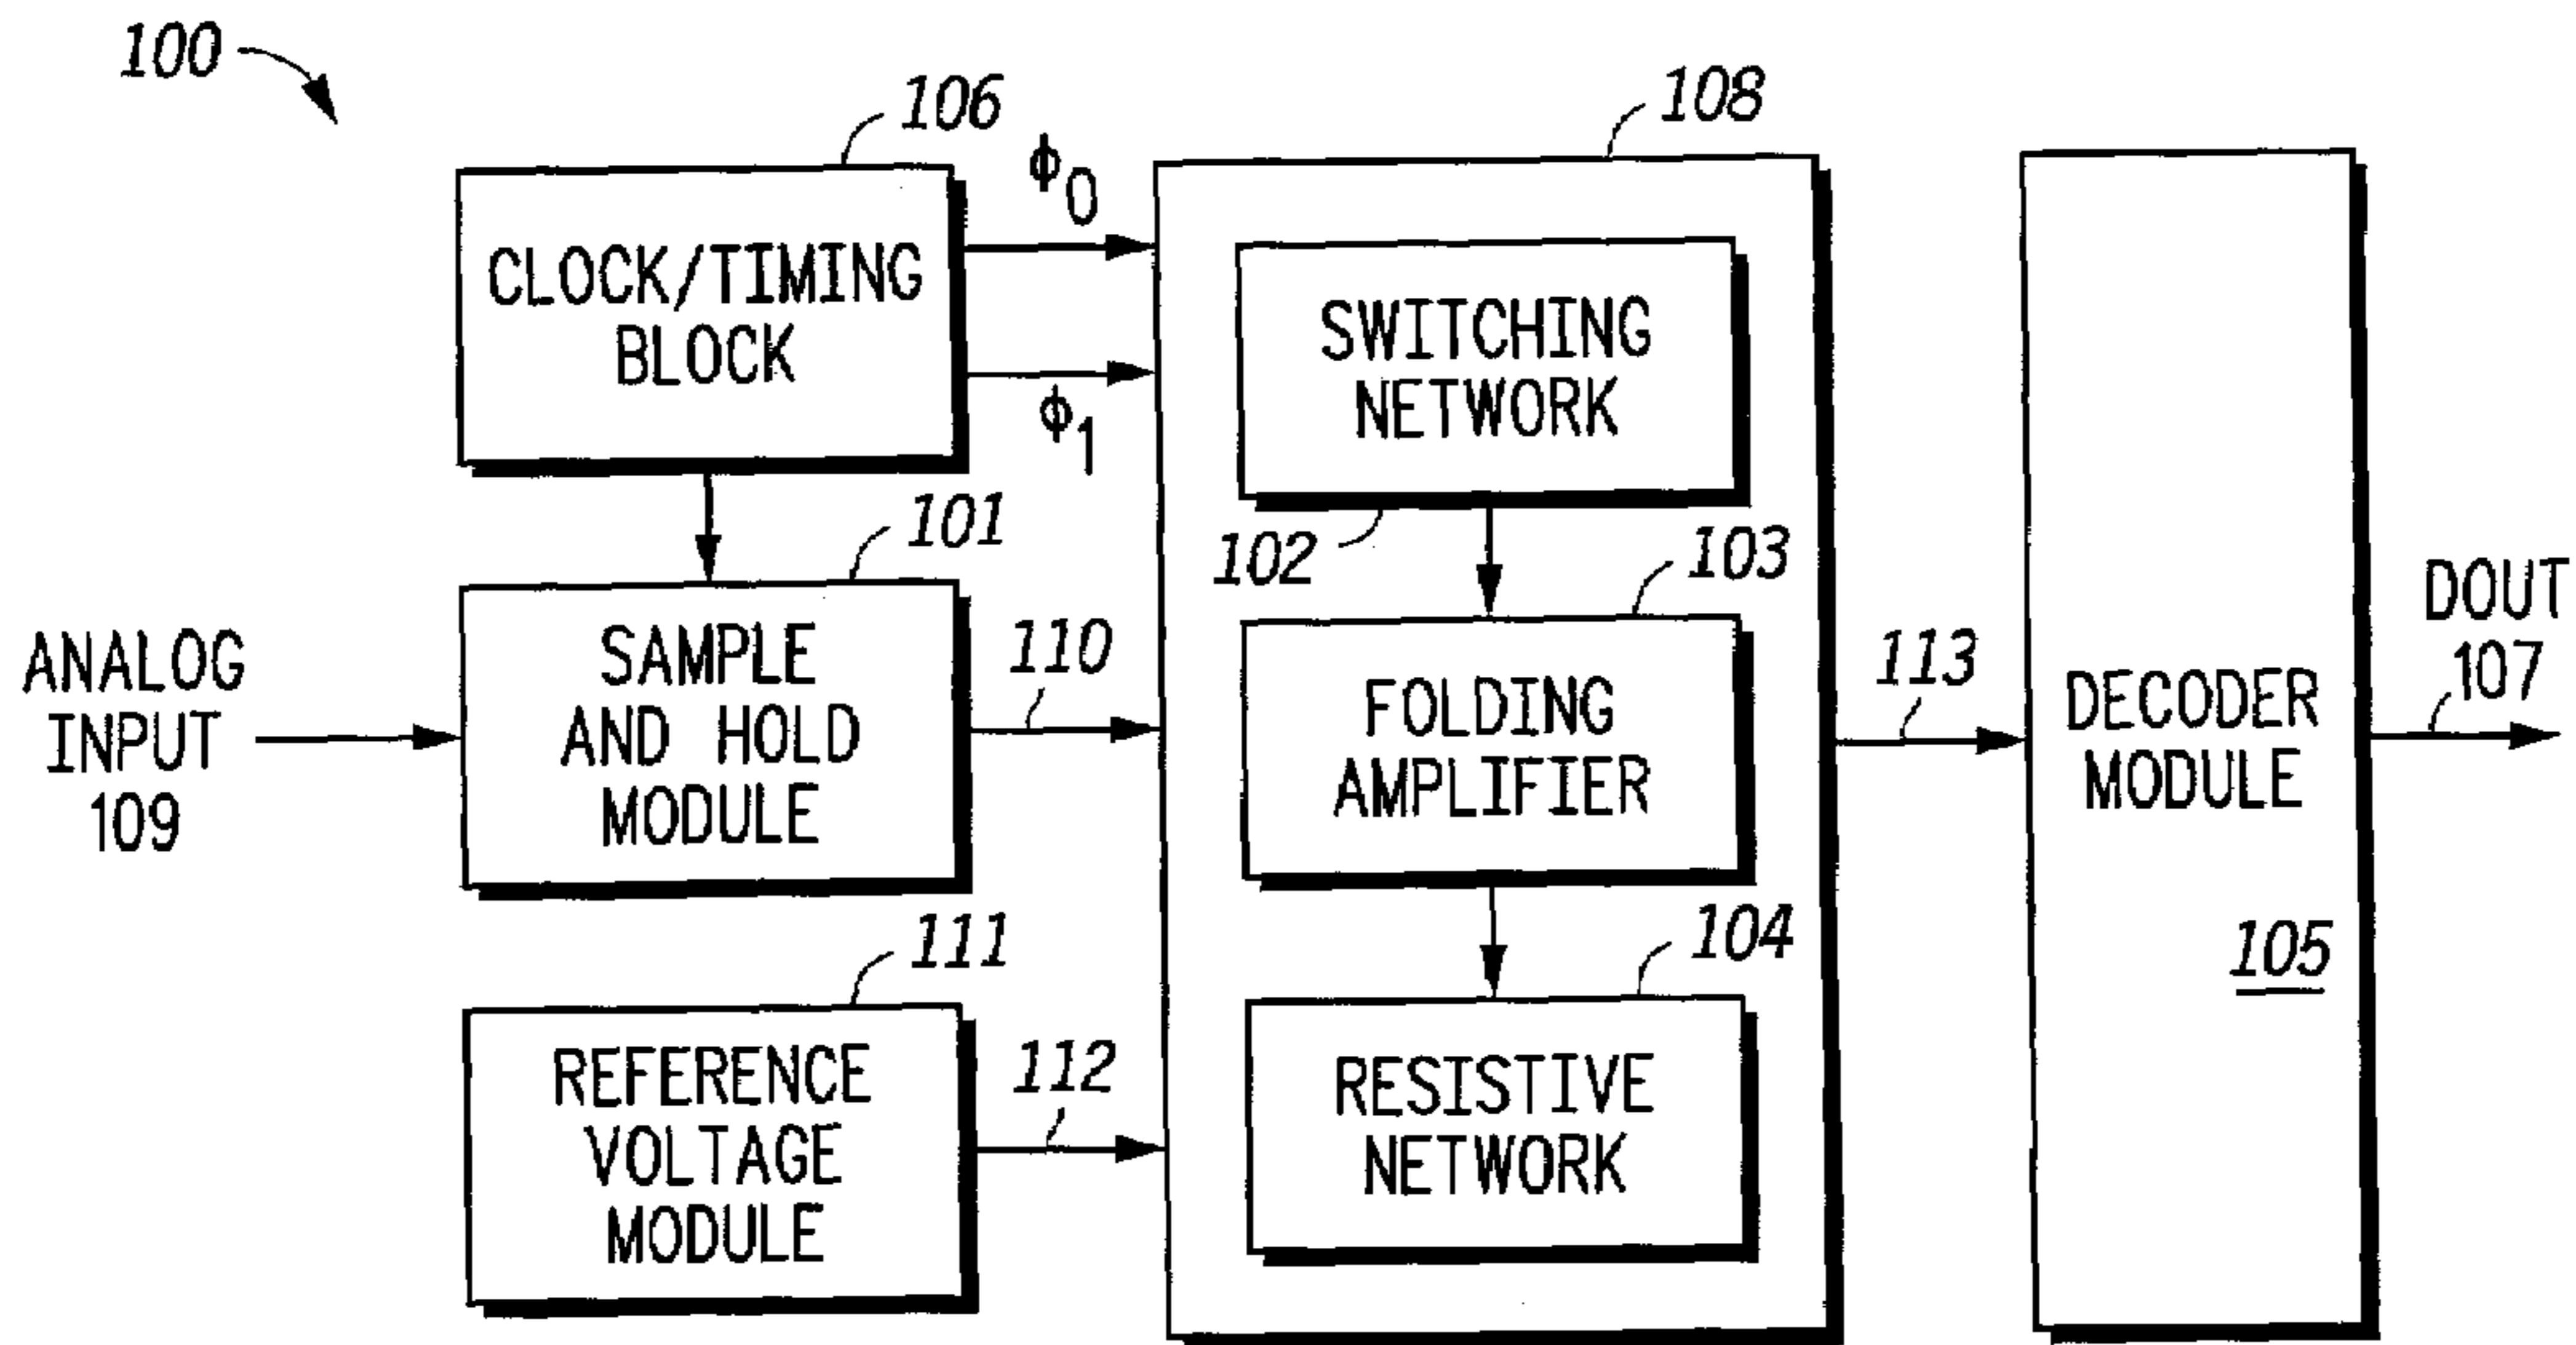 100
106
CLOCK/TIMING
BLOCK
ϕ0
ϕ1
108
SWITCHING
NETWORK
102
101
ANALOG
INPUT
109
SAMPLE
AND HOLD
MODULE
110
103
FOLDING
AMPLIFIER
113
DECODER
MODULE
105
DOUT
107
111
REFERENCE
VOLTAGE
MODULE
112
104
RESISTIVE
NETWORK